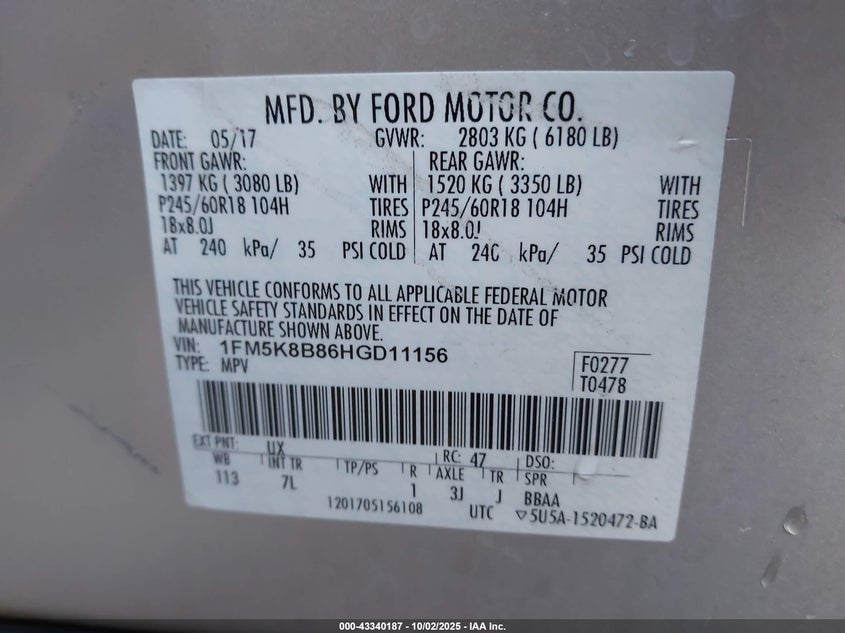 MFD. BY FORD MOTOR CO.
DATE: 05/17 GVWR: 2803 KG ( 6180 LB)
FRONT GAWR: REAR GAWR:
1397 KG ( 3080 LB) WITH 1520 KG ( 3350 LB) WITH
P245/60R18 104H TIRES P245/60R18 104H TIRES
18x8.0J RIMS 18x8.0J RIMS
AT 240 kPa/ 35 PSI COLD AT 240 kPa/ 35 PSI COLD
THIS VEHICLE CONFORMS TO ALL APPLICABLE FEDERAL MOTOR
VEHICLE SAFETY STANDARDS IN EFFECT ON THE DATE OF
MANUFACTURE SHOWN ABOVE.
VIN: 1FM5K8B86HGD11156
TYPE: MPV
F0277
T0478
EXT PNT: UX RC: 47 DSO:
WB INT TR TP/PS R AXLE TR SPR
113 7L 1 3J J BBAA
1201705156108 UTC ▽5U5A-1520472-BA
000-43340187 - 10/02/2025 - IAA Inc.